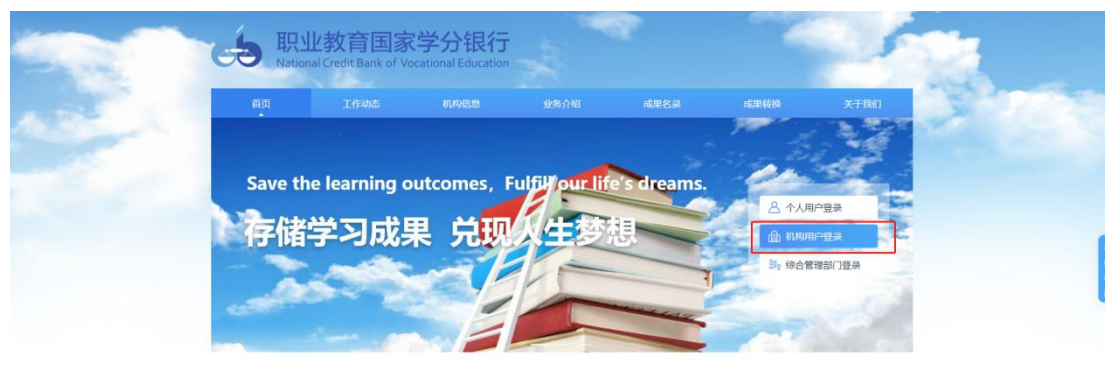 职业教育国家学分银行
National Credit Bank of Vocational Education
首页 工作动态 机构信息 业务介绍 成果名录 成果转换 关于我们
Save the learning outcomes, Fulfill our life's dreams.
存储学习成果 兑现人生梦想
个人用户登录
机构用户登录
综合管理部门登录